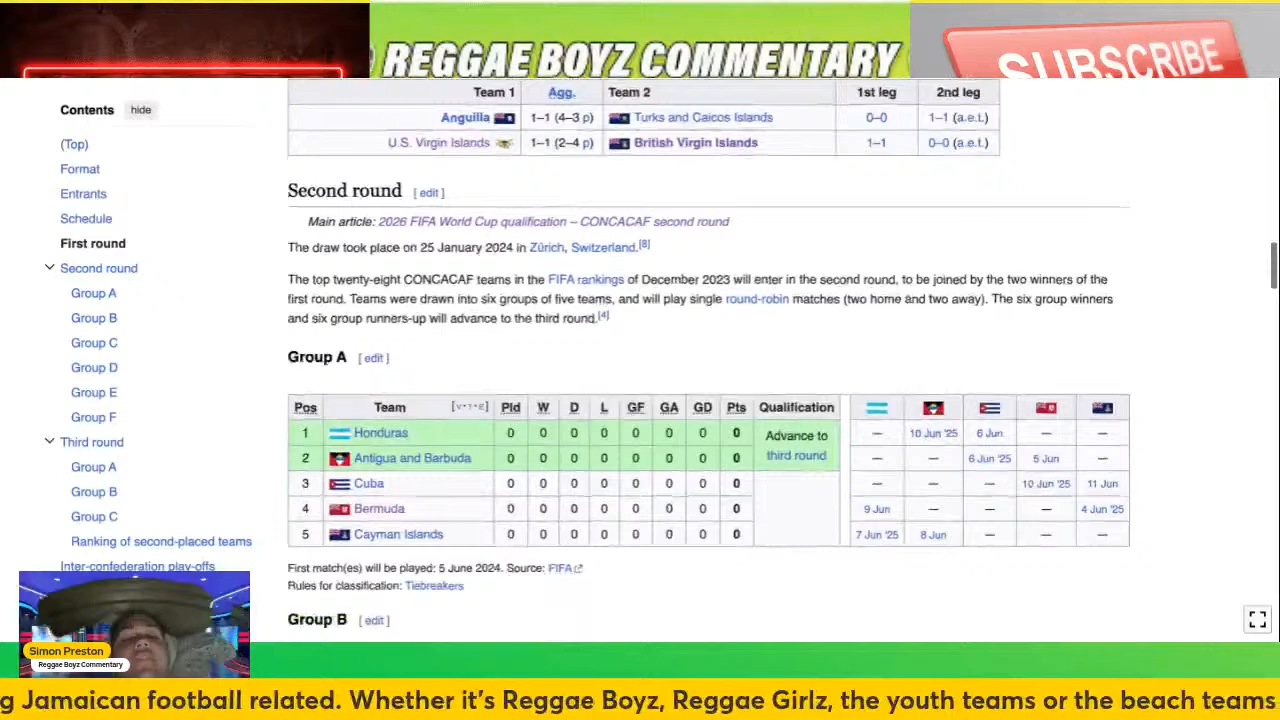 REGGAE BOYZ COMMENTARY
SUBSCRIBE
Contents hide
(Top)
Format
Entrants
Schedule
First round
Second round
Group A
Group B
Group C
Group D
Group E
Group F
Third round
Group A
Group B
Group C
Ranking of second-placed teams
Inter-confederation play-offs
Team 1 Agg. Team 2 1st leg 2nd leg
Anguilla 1–1 (4–3 p) Turks and Caicos Islands 0–0 1–1 (a.e.t.)
U.S. Virgin Islands 1–1 (2–4 p) British Virgin Islands 1–1 0–0 (a.e.t.)
Second round [ edit ]
Main article: 2026 FIFA World Cup qualification – CONCACAF second round
The draw took place on 25 January 2024 in Zürich, Switzerland.[8]
The top twenty-eight CONCACAF teams in the FIFA rankings of December 2023 will enter in the second round, to be joined by the two winners of the
first round. Teams were drawn into six groups of five teams, and will play single round-robin matches (two home and two away). The six group winners
and six group runners-up will advance to the third round.[4]
Group A [ edit ]
Pos Team [v·t·e] Pld W D L GF GA GD Pts Qualification
1 Honduras 0 0 0 0 0 0 0 0 Advance to third round — 10 Jun '25 6 Jun — —
2 Antigua and Barbuda 0 0 0 0 0 0 0 0 — — 6 Jun '25 5 Jun —
3 Cuba 0 0 0 0 0 0 0 0 — — — 10 Jun '25 11 Jun
4 Bermuda 0 0 0 0 0 0 0 0 9 Jun — — — 4 Jun '25
5 Cayman Islands 0 0 0 0 0 0 0 0 7 Jun '25 8 Jun — — —
First match(es) will be played: 5 June 2024. Source: FIFA
Rules for classification: Tiebreakers
Group B [ edit ]
Simon Preston
Reggae Boyz Commentary
g Jamaican football related. Whether it's Reggae Boyz, Reggae Girlz, the youth teams or the beach teams